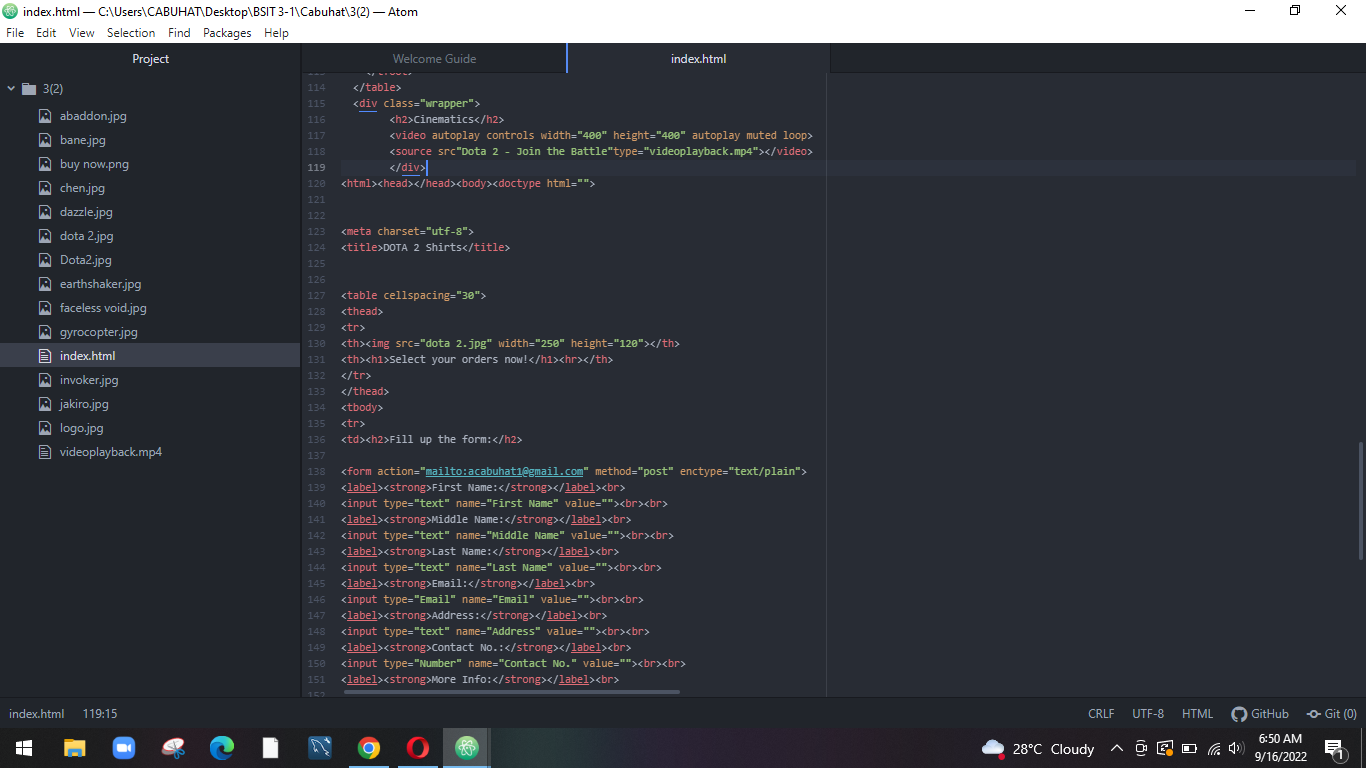 index.html — C:\Users\CABUHAT\Desktop\BSIT 3-1\Cabuhat\3(2) — Atom
File Edit View Selection Find Packages Help
Project
Welcome Guide
index.html
3(2)
abaddon.jpg
bane.jpg
buy now.png
chen.jpg
dazzle.jpg
dota 2.jpg
Dota2.jpg
earthshaker.jpg
faceless void.jpg
gyrocopter.jpg
index.html
invoker.jpg
jakiro.jpg
logo.jpg
videoplayback.mp4
114 </table>
115 <div class="wrapper">
116 <h2>Cinematics</h2>
117 <video autoplay controls width="400" height="400" autoplay muted loop>
118 <source src"Dota 2 - Join the Battle"type="videoplayback.mp4"></video>
119 </div>
120 <html><head></head><body><doctype html="">
121
122
123 <meta charset="utf-8">
124 <title>DOTA 2 Shirts</title>
125
126
127 <table cellspacing="30">
128 <thead>
129 <tr>
130 <th><img src="dota 2.jpg" width="250" height="120"></th>
131 <th><h1>Select your orders now!</h1><hr></th>
132 </tr>
133 </thead>
134 <tbody>
135 <tr>
136 <td><h2>Fill up the form:</h2>
137
138 <form action="mailto:acabuhat1@gmail.com" method="post" enctype="text/plain">
139 <label><strong>First Name:</strong></label><br>
140 <input type="text" name="First Name" value=""><br><br>
141 <label><strong>Middle Name:</strong></label><br>
142 <input type="text" name="Middle Name" value=""><br><br>
143 <label><strong>Last Name:</strong></label><br>
144 <input type="text" name="Last Name" value=""><br><br>
145 <label><strong>Email:</strong></label><br>
146 <input type="Email" name="Email" value=""><br><br>
147 <label><strong>Address:</strong></label><br>
148 <input type="text" name="Address" value=""><br><br>
149 <label><strong>Contact No.:</strong></label><br>
150 <input type="Number" name="Contact No." value=""><br><br>
151 <label><strong>More Info:</strong></label><br>
index.html 119:15
CRLF UTF-8 HTML GitHub Git (0)
28°C Cloudy
6:50 AM
9/16/2022
1